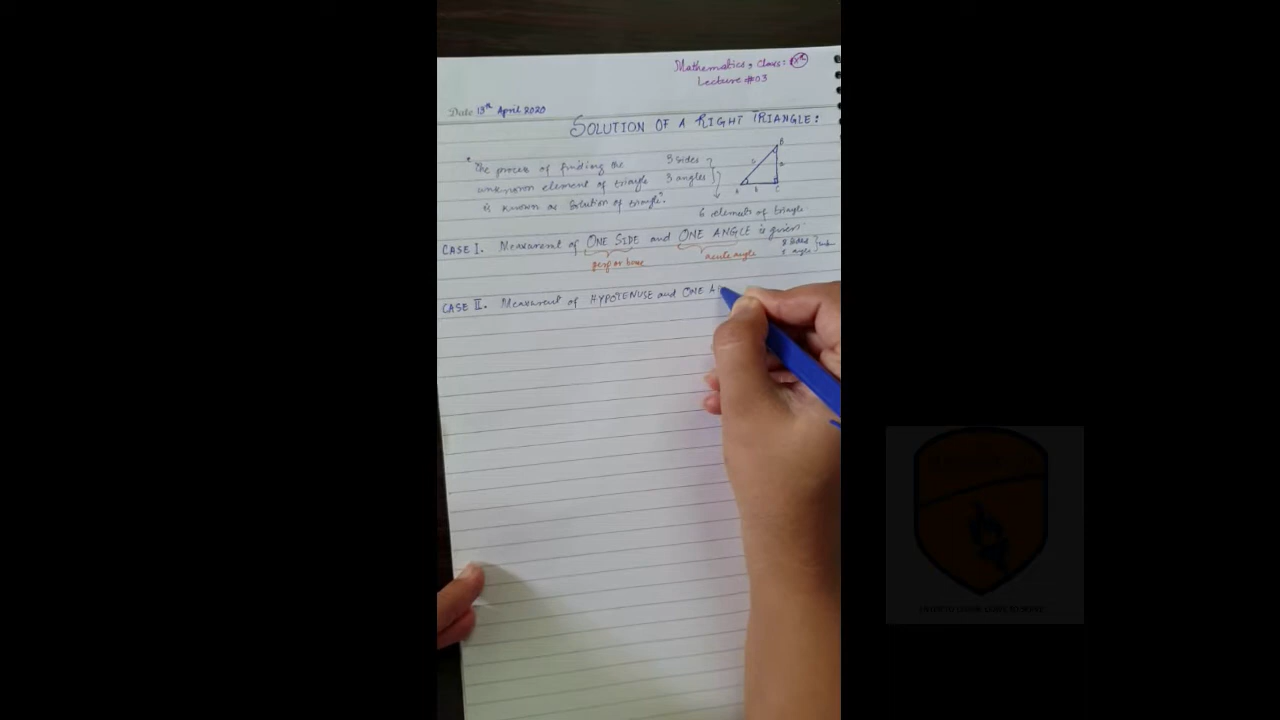 Mathematics, Class: Xth
Lecture #03
Date 13th April 2020
SOLUTION OF A RIGHT TRIANGLE:
"The process of finding the
unknown element of triangle
is known as solution of triangle".
3 sides
3 angles
6 elements of triangle
B
c
a
A
b
C
CASE I. Measurement of ONE SIDE and ONE ANGLE is given
perp or base
acute angle
CASE II. Measurement of HYPOTENUSE and ONE